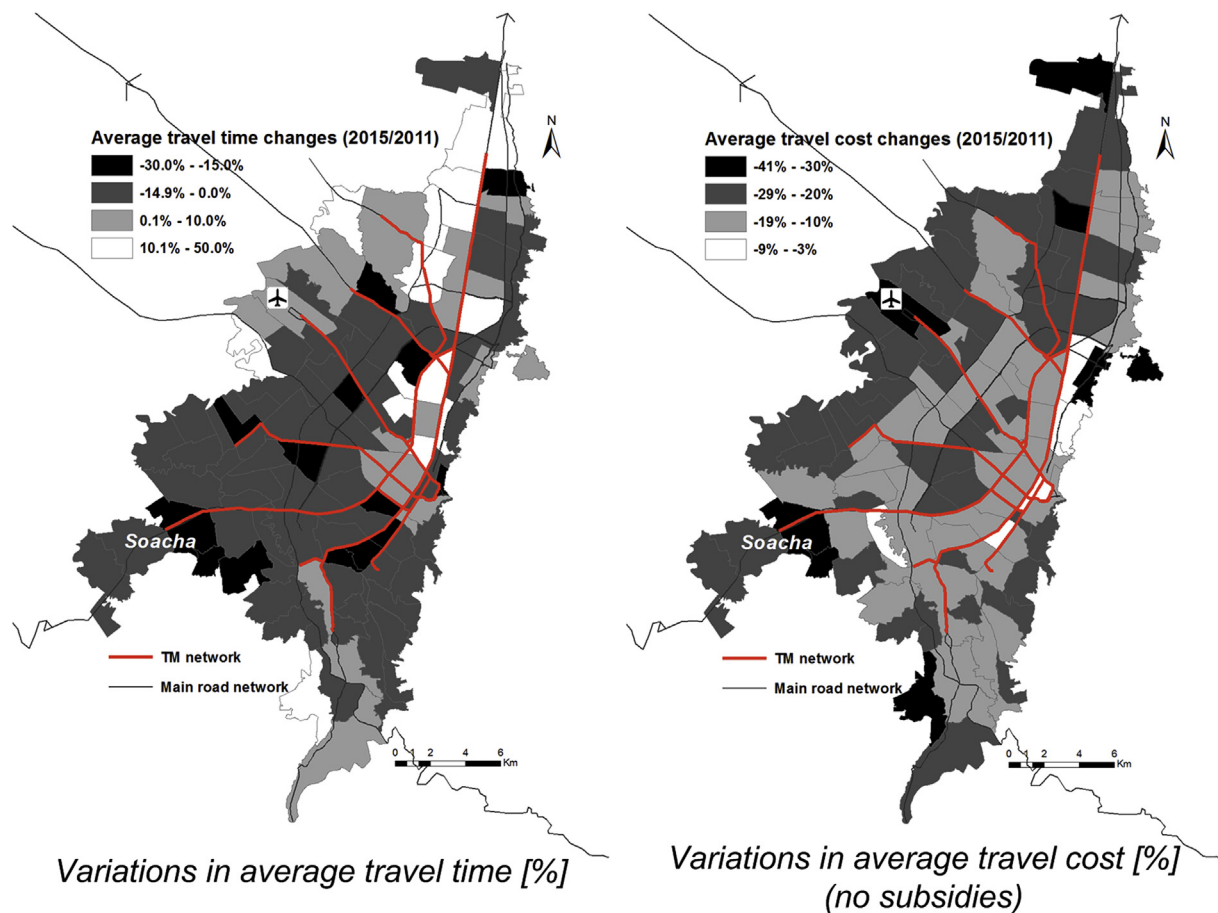 N
Average travel time changes (2015/2011)
-30.0% - -15.0%
-14.9% - 0.0%
0.1% - 10.0%
10.1% - 50.0%
Soacha
TM network
Main road network
0 2 4 6
Km
Variations in average travel time [%]
N
Average travel cost changes (2015/2011)
-41% - -30%
-29% - -20%
-19% - -10%
-9% - -3%
Soacha
TM network
Main road network
0 1 2 4 6
Km
Variations in average travel cost [%]
(no subsidies)